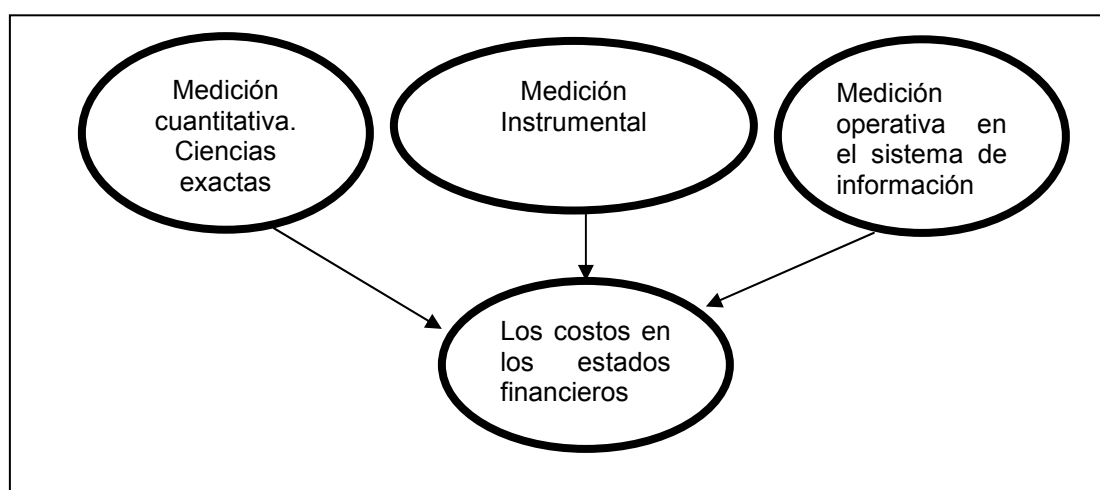 Medición
cuantitativa.
Ciencias
exactas
Medición
Instrumental
Medición
operativa en
el sistema de
información
Los costos en
los estados
financieros